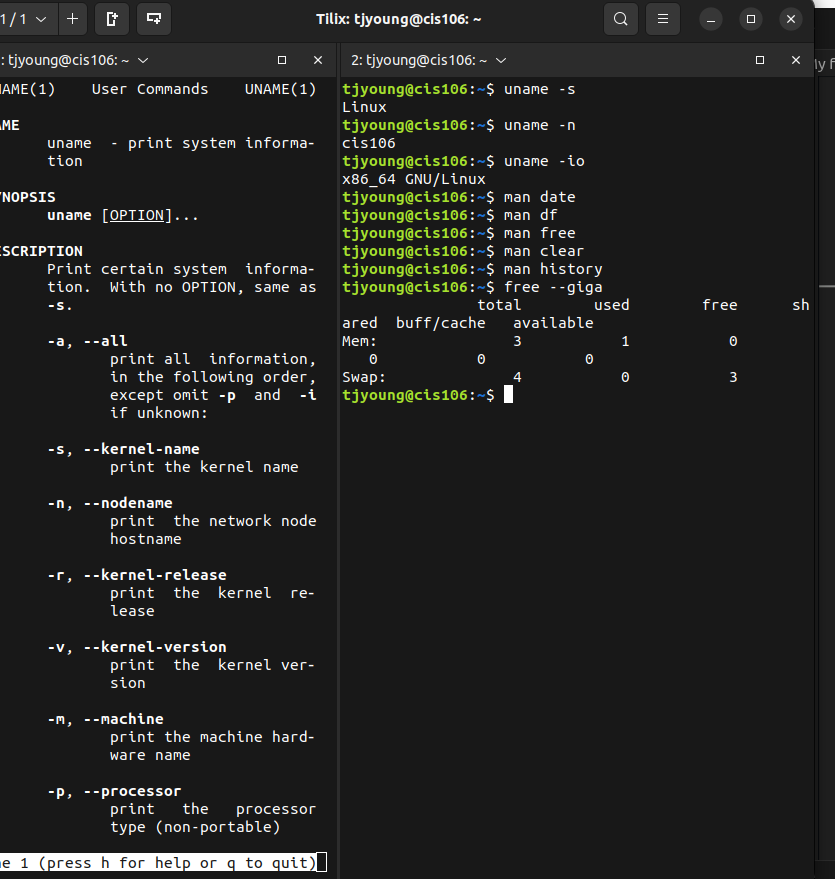 1 / 1
Tilix: tjyoung@cis106: ~
: tjyoung@cis106: ~
NAME(1)    User Commands    UNAME(1)
AME
uname  - print system informa-
tion
YNOPSIS
uname [OPTION]...
ESCRIPTION
Print certain system  informa-
tion.  With no OPTION, same as
-s.
-a, --all
print all  information,
in the following order,
except omit -p  and  -i
if unknown:
-s, --kernel-name
print the kernel name
-n, --nodename
print  the network node
hostname
-r, --kernel-release
print  the  kernel  re-
lease
-v, --kernel-version
print  the  kernel ver-
sion
-m, --machine
print the machine hard-
ware name
-p, --processor
print   the   processor
type (non-portable)
ne 1 (press h for help or q to quit)
2: tjyoung@cis106: ~
tjyoung@cis106:~$ uname -s
Linux
tjyoung@cis106:~$ uname -n
cis106
tjyoung@cis106:~$ uname -io
x86_64 GNU/Linux
tjyoung@cis106:~$ man date
tjyoung@cis106:~$ man df
tjyoung@cis106:~$ man free
tjyoung@cis106:~$ man clear
tjyoung@cis106:~$ man history
tjyoung@cis106:~$ free --giga
               total        used        free      sh
ared  buff/cache   available
Mem:               3           1           0
   0           0           0
Swap:              4           0           3
tjyoung@cis106:~$
My f